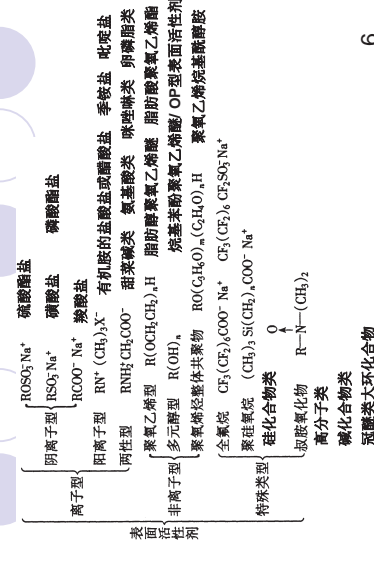 ROSO₃⁻Na⁺ 硫酸酯盐
阴离子型 RSO₃⁻Na⁺ 磺酸盐 磷酸酯盐
RCOO⁻Na⁺ 羧酸盐
离子型 阳离子型 RN⁺(CH₃)₃X⁻ 有机胺的盐酸盐或醋酸盐 季铵盐 吡啶盐
两性型 RNH₂⁺CH₂COO⁻ 甜菜碱类 氨基酸类 咪唑啉类 卵磷脂类
聚氧乙烯型 R(OCH₂CH₂)ₙH 脂肪醇聚氧乙烯醚 脂肪酸聚氧乙烯酯
表面活性剂 非离子型 多元醇型 R(OH)ₙ 烷基苯酚聚氧乙烯醚/OP型表面活性剂
聚氧烯烃整体共聚物 RO(C₃H₆O)ₘ(C₂H₄O)ₙH 聚氧乙烯烷基酰醇胺
全氟烷 CF₃(CF₂)₆COO⁻Na⁺ CF₃(CF₂)₆CF₂SO₃⁻Na⁺
聚硅氧烷 (CH₃)₃Si(CH₂)ₙCOO⁻Na⁺
特殊类型 硅化合物类
O
叔胺氧化物 R—N—(CH₃)₂
高分子类
碱化合物类
冠醚类大环化合物
6